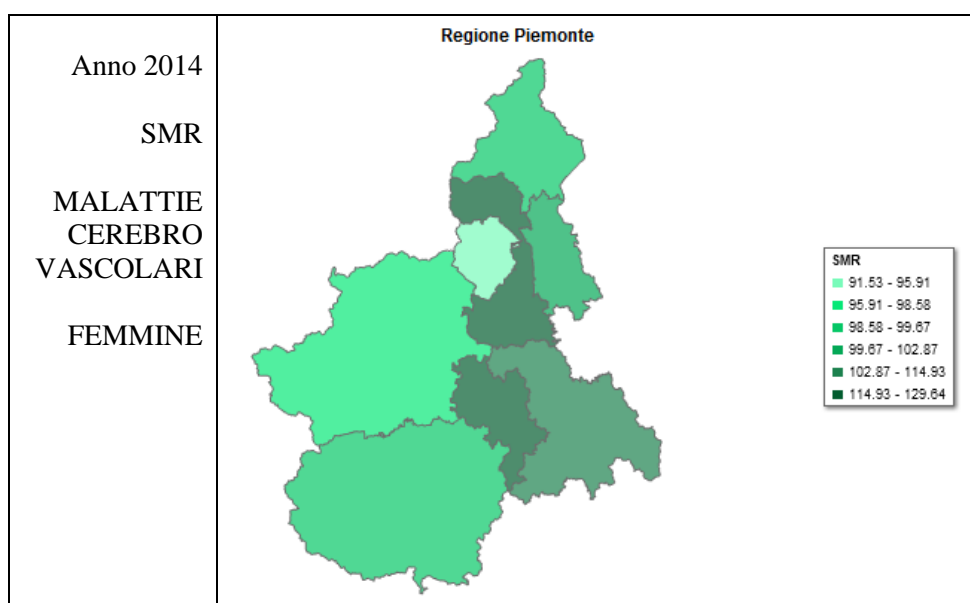 Anno 2014
SMR
MALATTIE
CEREBRO
VASCOLARI
FEMMINE
Regione Piemonte
SMR
91.53 - 95.91
95.91 - 98.58
98.58 - 99.67
99.67 - 102.87
102.87 - 114.93
114.93 - 129.64